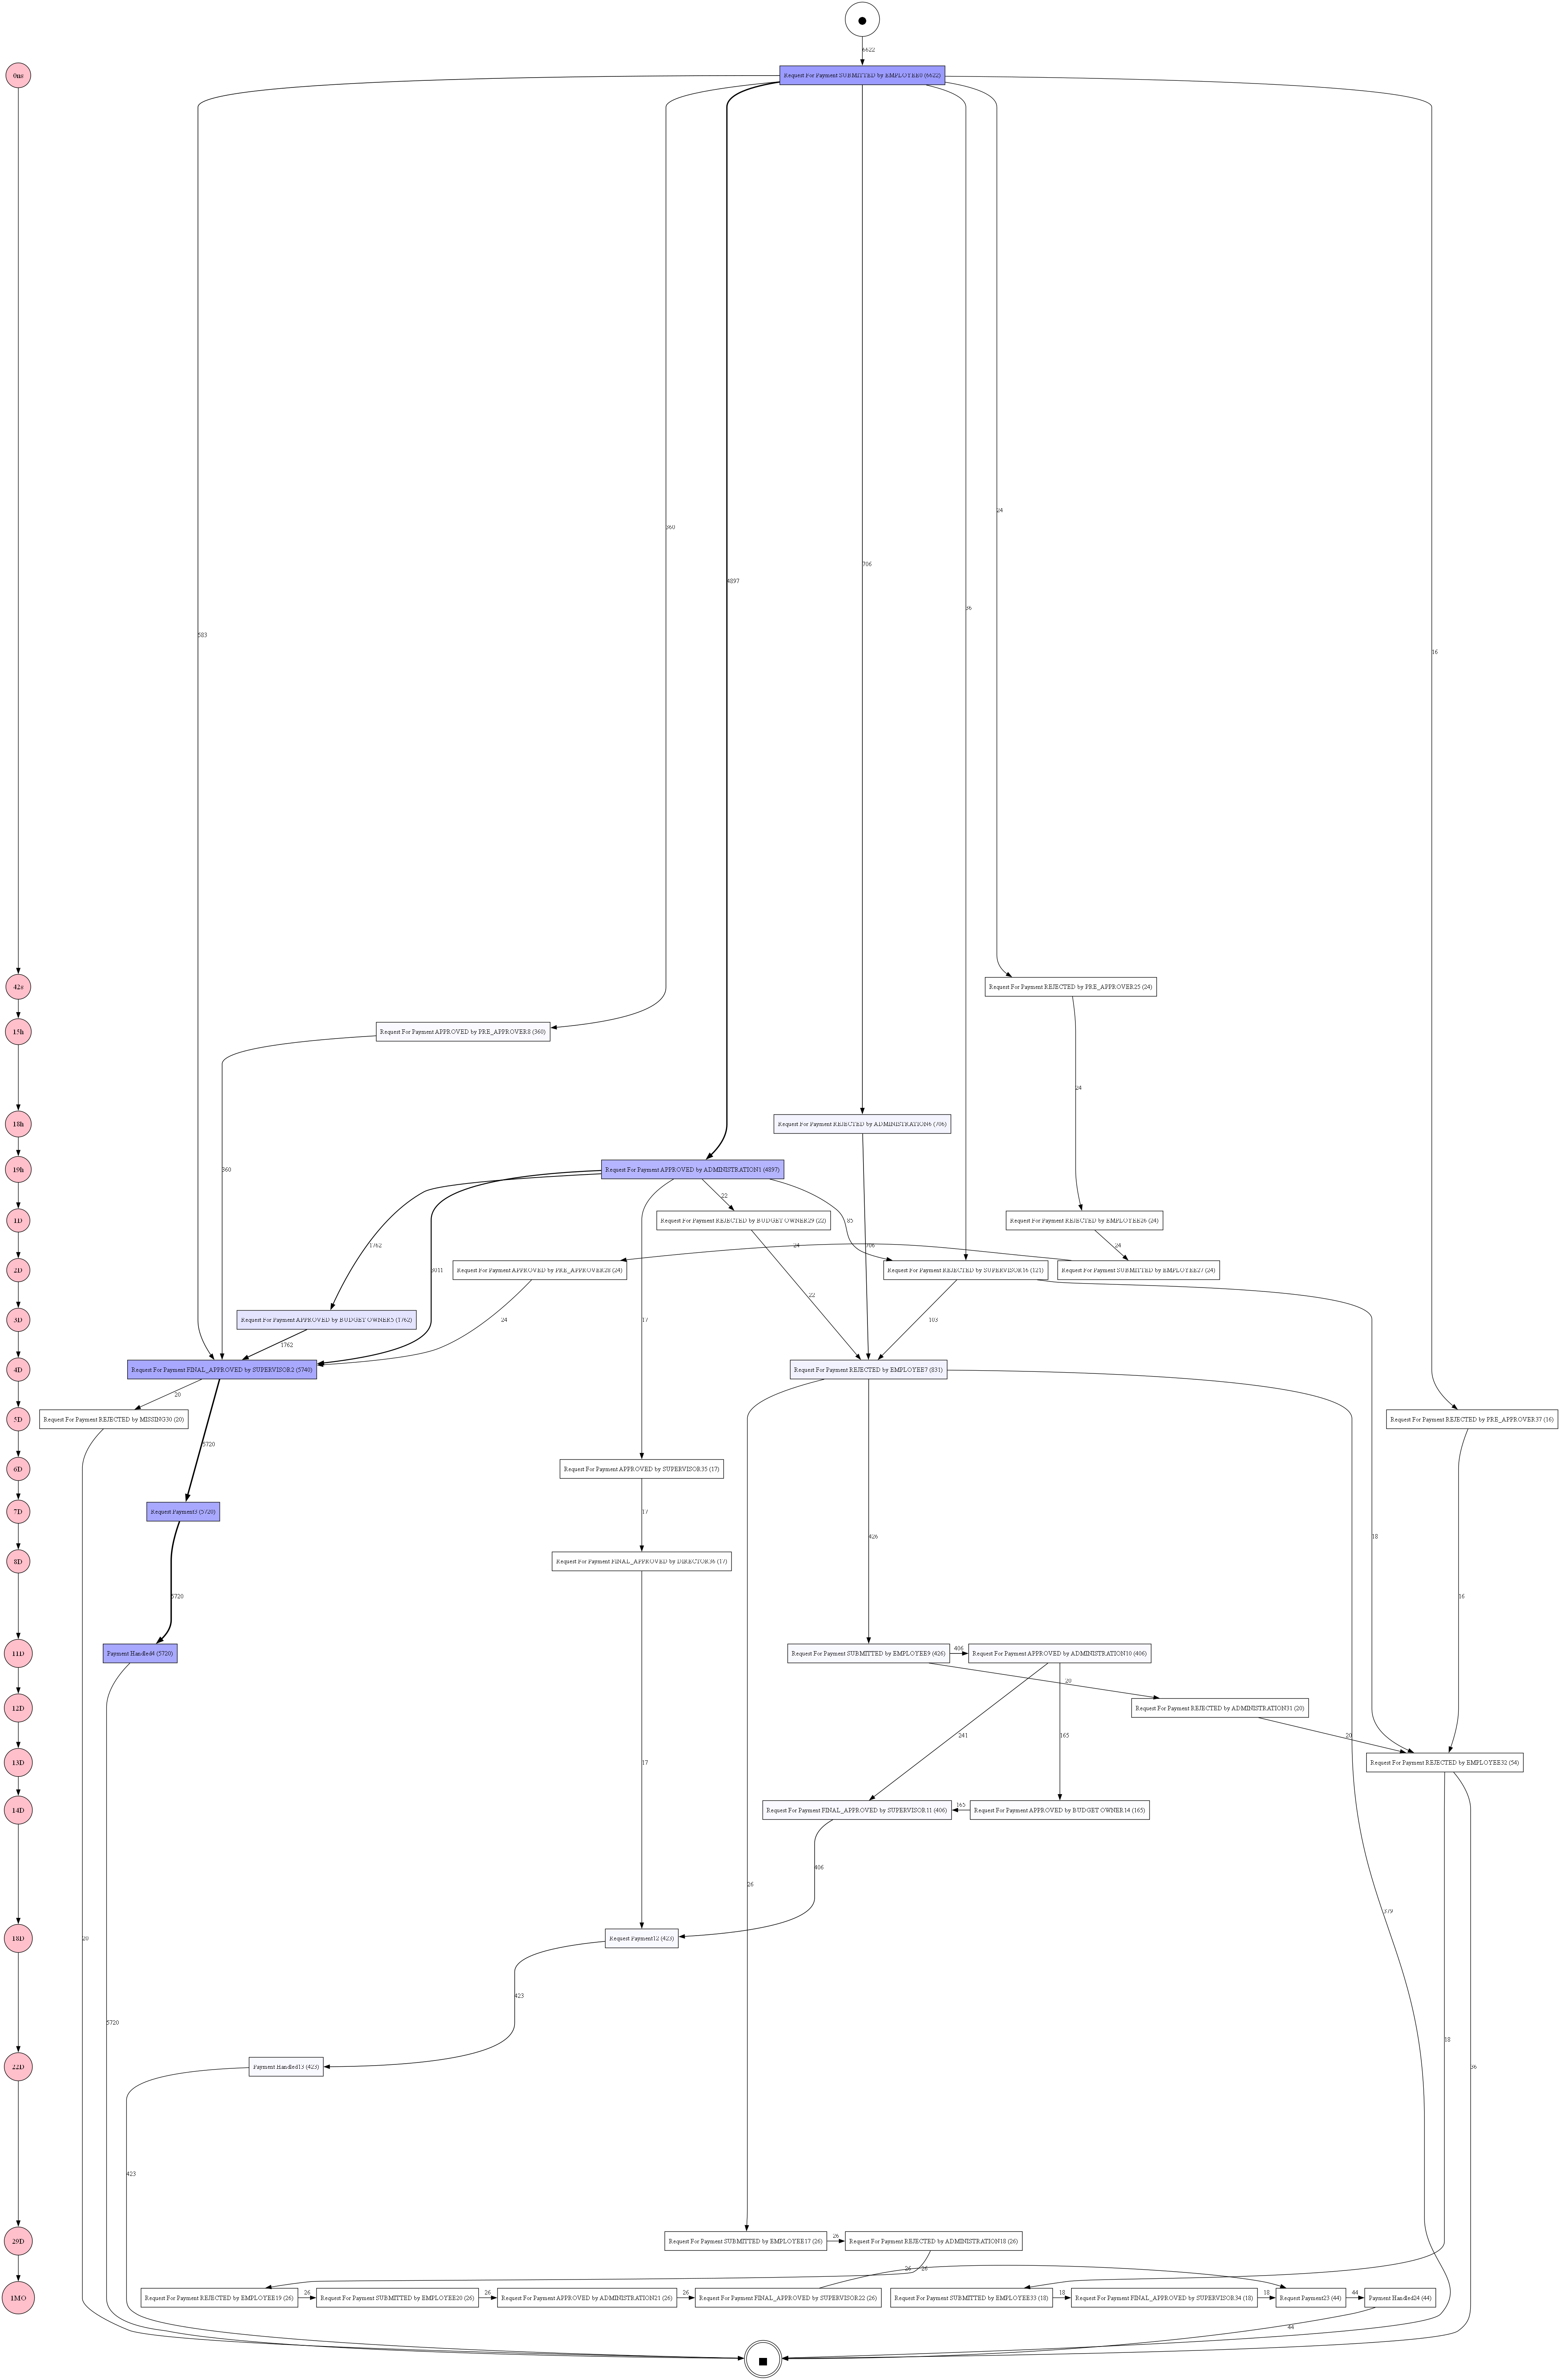 6622
0ns
Request For Payment SUBMITTED by EMPLOYEE0 (6622)
24
360
706
4897
36
583
16
42s
Request For Payment REJECTED by PRE_APPROVER25 (24)
15h
Request For Payment APPROVED by PRE_APPROVER8 (360)
24
18h
Request For Payment REJECTED by ADMINISTRATION6 (706)
19h
360
Request For Payment APPROVED by ADMINISTRATION1 (4897)
22
1D
Request For Payment REJECTED by BUDGET OWNER29 (22)
85
Request For Payment REJECTED by EMPLOYEE26 (24)
1762
24
706
24
2D
3011
Request For Payment APPROVED by PRE_APPROVER28 (24)
Request For Payment REJECTED by SUPERVISOR16 (121)
Request For Payment SUBMITTED by EMPLOYEE27 (24)
22
3D
Request For Payment APPROVED by BUDGET OWNER5 (1762)
24
17
103
1762
4D
Request For Payment FINAL_APPROVED by SUPERVISOR2 (5740)
Request For Payment REJECTED by EMPLOYEE7 (831)
20
5D
Request For Payment REJECTED by MISSING30 (20)
Request For Payment REJECTED by PRE_APPROVER37 (16)
5720
6D
Request For Payment APPROVED by SUPERVISOR35 (17)
7D
Request Payment3 (5720)
17
426
18
8D
Request For Payment FINAL_APPROVED by DIRECTOR36 (17)
5720
16
406
11D
Payment Handled4 (5720)
Request For Payment SUBMITTED by EMPLOYEE9 (426)
Request For Payment APPROVED by ADMINISTRATION10 (406)
20
12D
Request For Payment REJECTED by ADMINISTRATION31 (20)
241
165
20
13D
17
Request For Payment REJECTED by EMPLOYEE32 (54)
165
14D
Request For Payment FINAL_APPROVED by SUPERVISOR11 (406)
Request For Payment APPROVED by BUDGET OWNER14 (165)
406
26
379
18D
20
Request Payment12 (423)
423
5720
18
22D
Payment Handled13 (423)
36
423
26
29D
Request For Payment SUBMITTED by EMPLOYEE17 (26)
Request For Payment REJECTED by ADMINISTRATION18 (26)
26
26
26
26
26
18
18
44
1MO
Request For Payment REJECTED by EMPLOYEE19 (26)
Request For Payment SUBMITTED by EMPLOYEE20 (26)
Request For Payment APPROVED by ADMINISTRATION21 (26)
Request For Payment FINAL_APPROVED by SUPERVISOR22 (26)
Request For Payment SUBMITTED by EMPLOYEE33 (18)
Request For Payment FINAL_APPROVED by SUPERVISOR34 (18)
Request Payment23 (44)
Payment Handled24 (44)
44